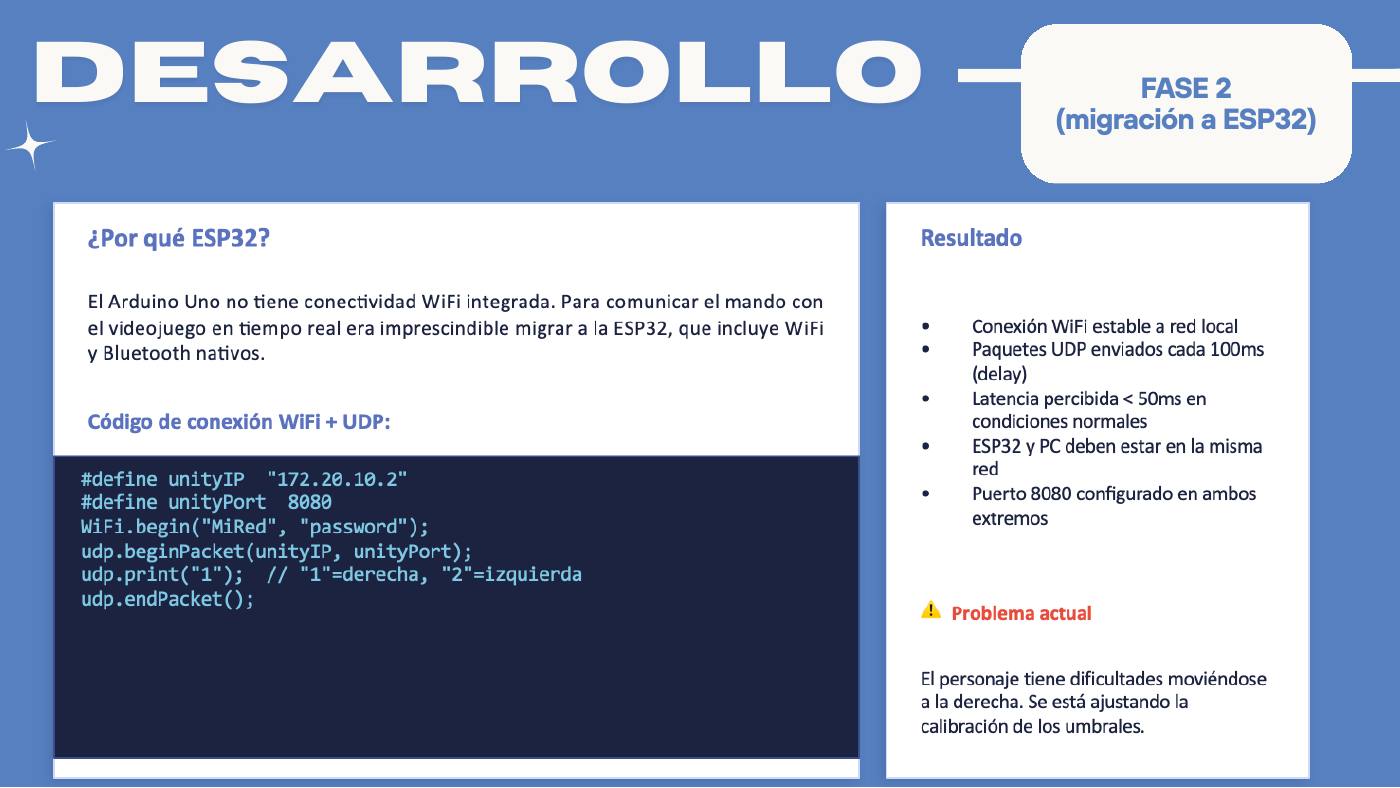 DESARROLLO
FASE 2
(migración a ESP32)
¿Por qué ESP32?
El Arduino Uno no tiene conectividad WiFi integrada. Para comunicar el mando con
el videojuego en tiempo real era imprescindible migrar a la ESP32, que incluye WiFi
y Bluetooth nativos.
Código de conexión WiFi + UDP:
#define unityIP  "172.20.10.2"
#define unityPort  8080
WiFi.begin("MiRed", "password");
udp.beginPacket(unityIP, unityPort);
udp.print("1");  // "1"=derecha, "2"=izquierda
udp.endPacket();
Resultado
• Conexión WiFi estable a red local
• Paquetes UDP enviados cada 100ms
(delay)
• Latencia percibida < 50ms en
condiciones normales
• ESP32 y PC deben estar en la misma
red
• Puerto 8080 configurado en ambos
extremos
⚠ Problema actual
El personaje tiene dificultades moviéndose
a la derecha. Se está ajustando la
calibración de los umbrales.